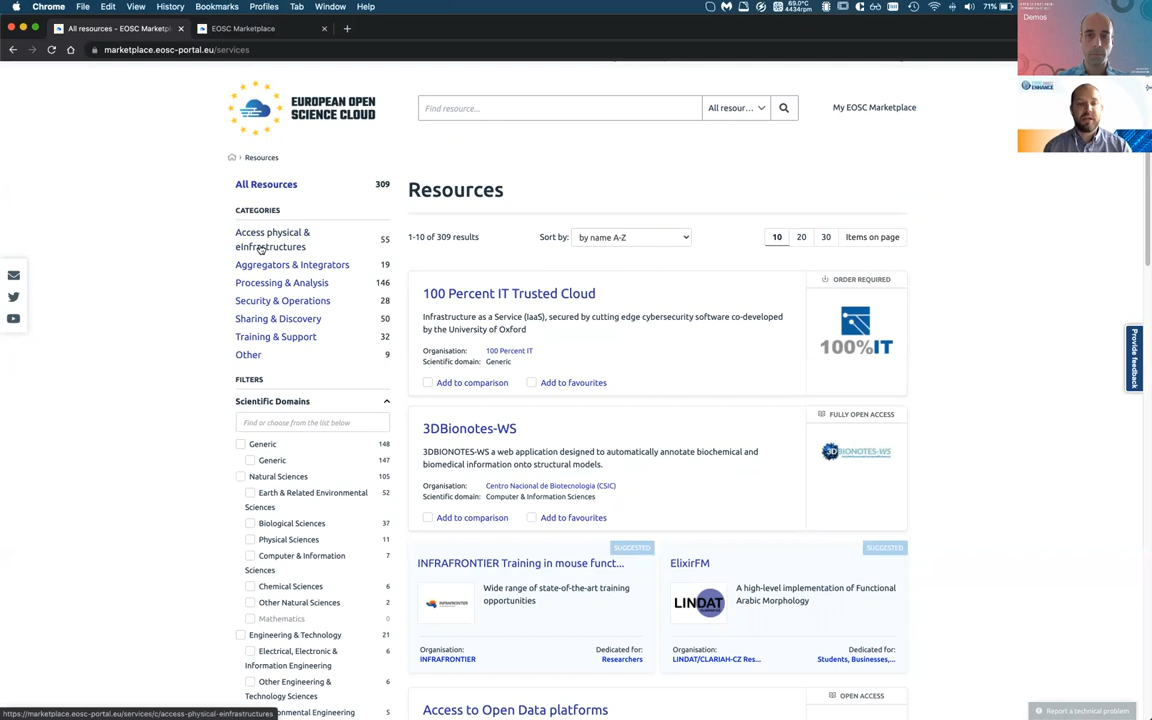 Chrome File Edit View History Bookmarks Profiles Tab Window Help
69.0°C
4434rpm
71%
All resources - EOSC Marketpl
EOSC Marketplace
marketplace.eosc-portal.eu/services
Demos
ENHANCE
EUROPEAN OPEN
SCIENCE CLOUD
Find resource...
All resour...
My EOSC Marketplace
Resources
All Resources 309
CATEGORIES
Access physical &
eInfrastructures 55
Aggregators & Integrators 19
Processing & Analysis 146
Security & Operations 28
Sharing & Discovery 50
Training & Support 32
Other 9
FILTERS
Scientific Domains
Find or choose from the list below
Generic 148
Generic 147
Natural Sciences 105
Earth & Related Environmental
Sciences 52
Biological Sciences 37
Physical Sciences 11
Computer & Information
Sciences 7
Chemical Sciences 6
Other Natural Sciences 2
Mathematics 0
Engineering & Technology 21
Electrical, Electronic &
Information Engineering 6
Other Engineering &
Technology Sciences 6
nmental Engineering 5
https://marketplace.eosc-portal.eu/services/c/access-physical-einfrastructures
Resources
1-10 of 309 results
Sort by: by name A-Z
10 20 30 Items on page
100 Percent IT Trusted Cloud
Infrastructure as a Service (IaaS), secured by cutting edge cybersecurity software co-developed
by the University of Oxford
Organisation: 100 Percent IT
Scientific domain: Generic
Add to comparison Add to favourites
ORDER REQUIRED
100%IT
3DBionotes-WS
3DBIONOTES-WS a web application designed to automatically annotate biochemical and
biomedical information onto structural models.
Organisation: Centro Nacional de Biotecnologia (CSIC)
Scientific domain: Computer & Information Sciences
Add to comparison Add to favourites
FULLY OPEN ACCESS
3DBIONOTES-WS
SUGGESTED
INFRAFRONTIER Training in mouse funct...
Wide range of state-of-the-art training
opportunities
INFRAFRONTIER
Organisation: Dedicated for:
INFRAFRONTIER Researchers
SUGGESTED
ElixirFM
A high-level implementation of Functional
Arabic Morphology
LINDAT
Organisation: Dedicated for:
LINDAT/CLARIAH-CZ Res... Students, Businesses,...
Access to Open Data platforms
OPEN ACCESS
Provide feedback
Report a technical problem